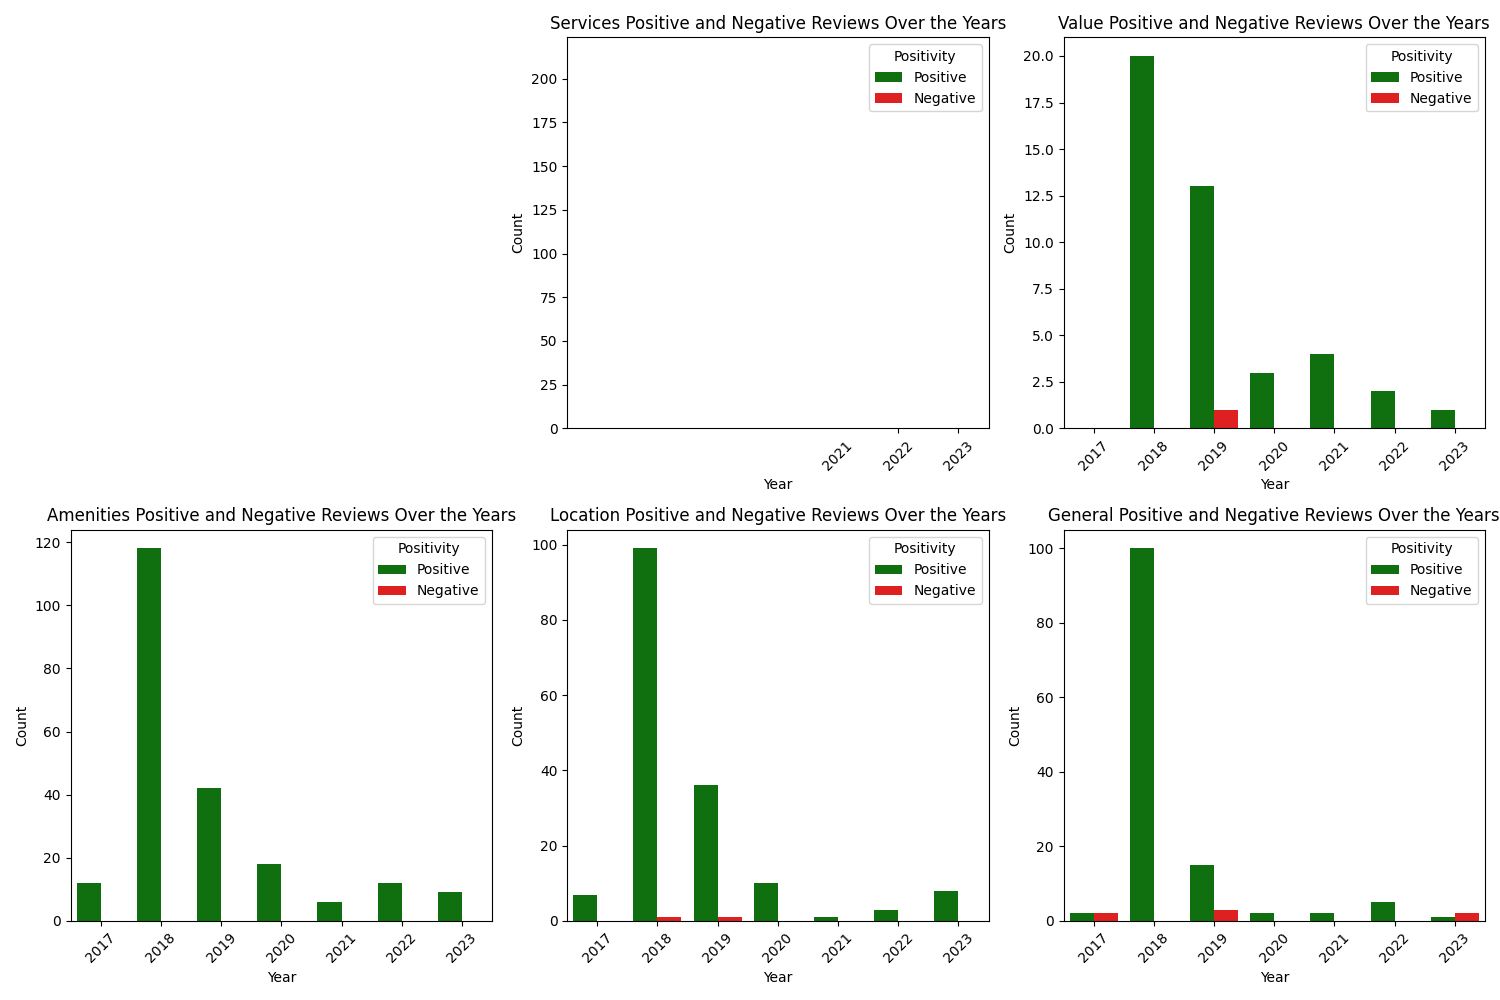 Services Positive and Negative Reviews Over the Years
Positivity
Positive
Negative
200
175
150
125
100
75
50
25
0
Count
2021
2022
2023
Year
Value Positive and Negative Reviews Over the Years
Positivity
Positive
Negative
20.0
17.5
15.0
12.5
10.0
7.5
5.0
2.5
0.0
Count
2017
2018
2019
2020
2021
2022
2023
Year
Amenities Positive and Negative Reviews Over the Years
Positivity
Positive
Negative
120
100
80
60
40
20
0
Count
2017
2018
2019
2020
2021
2022
2023
Year
Location Positive and Negative Reviews Over the Years
Positivity
Positive
Negative
100
80
60
40
20
0
Count
2017
2018
2019
2020
2021
2022
2023
Year
General Positive and Negative Reviews Over the Years
Positivity
Positive
Negative
100
80
60
40
20
0
Count
2017
2018
2019
2020
2021
2022
2023
Year